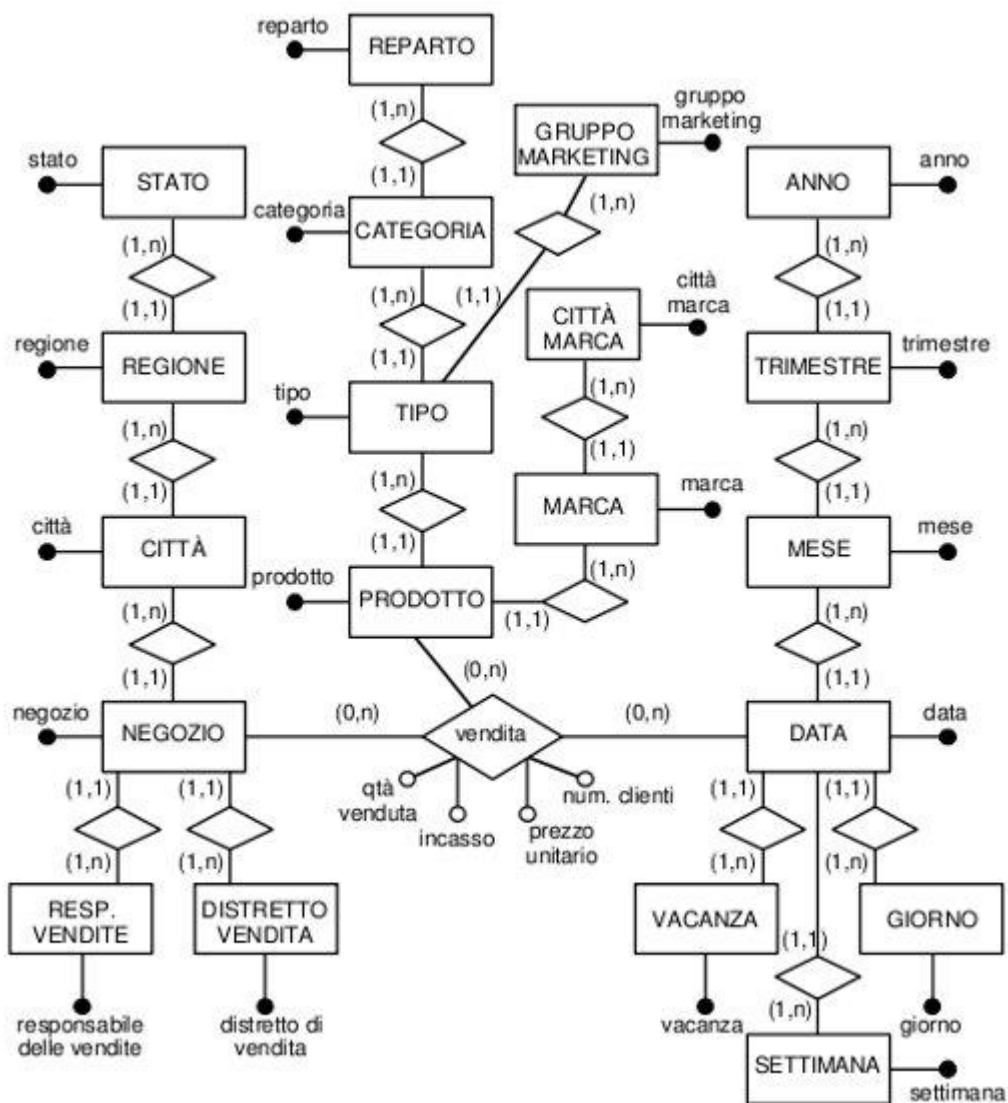 reparto
REPARTO
(1,n)
(1,1)
categoria
CATEGORIA
(1,n)
(1,1)
tipo
TIPO
(1,n)
(1,1)
prodotto
PRODOTTO
(0,n)
GRUPPO
MARKETING
gruppo
marketing
(1,n)
(1,1)
CITTÀ
MARCA
città
marca
(1,n)
(1,1)
MARCA
marca
(1,n)
(1,1)
stato
STATO
(1,n)
(1,1)
regione
REGIONE
(1,n)
(1,1)
città
CITTÀ
(1,n)
(1,1)
negozio
NEGOZIO
(0,n)
vendita
(0,n)
qtà
venduta
incasso
prezzo
unitario
num. clienti
(1,1)
(1,n)
RESP.
VENDITE
responsabile
delle vendite
(1,1)
(1,n)
DISTRETTO
VENDITA
distretto di
vendita
ANNO
anno
(1,n)
(1,1)
TRIMESTRE
trimestre
(1,n)
(1,1)
MESE
mese
(1,n)
(1,1)
DATA
data
(1,1)
(1,n)
VACANZA
vacanza
(1,1)
(1,n)
SETTIMANA
settimana
(1,1)
(1,n)
GIORNO
giorno